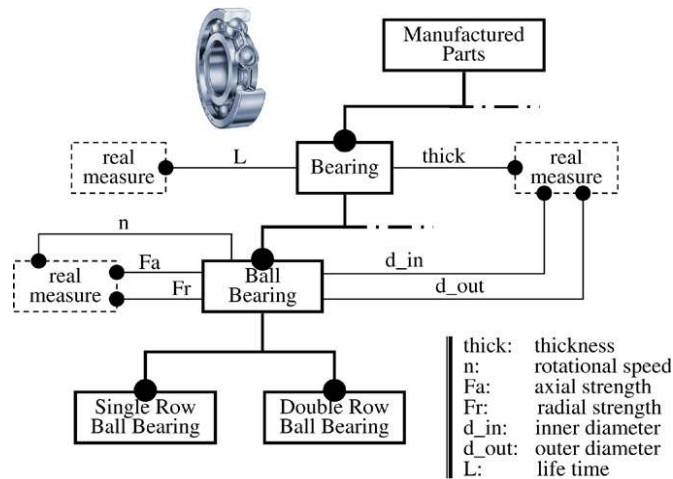 Manufactured
Parts
real
measure
L
Bearing
thick
real
measure
n
real
measure
Fa
Fr
Ball
Bearing
d_in
d_out
Single Row
Ball Bearing
Double Row
Ball Bearing
thick: thickness
n: rotational speed
Fa: axial strength
Fr: radial strength
d_in: inner diameter
d_out: outer diameter
L: life time